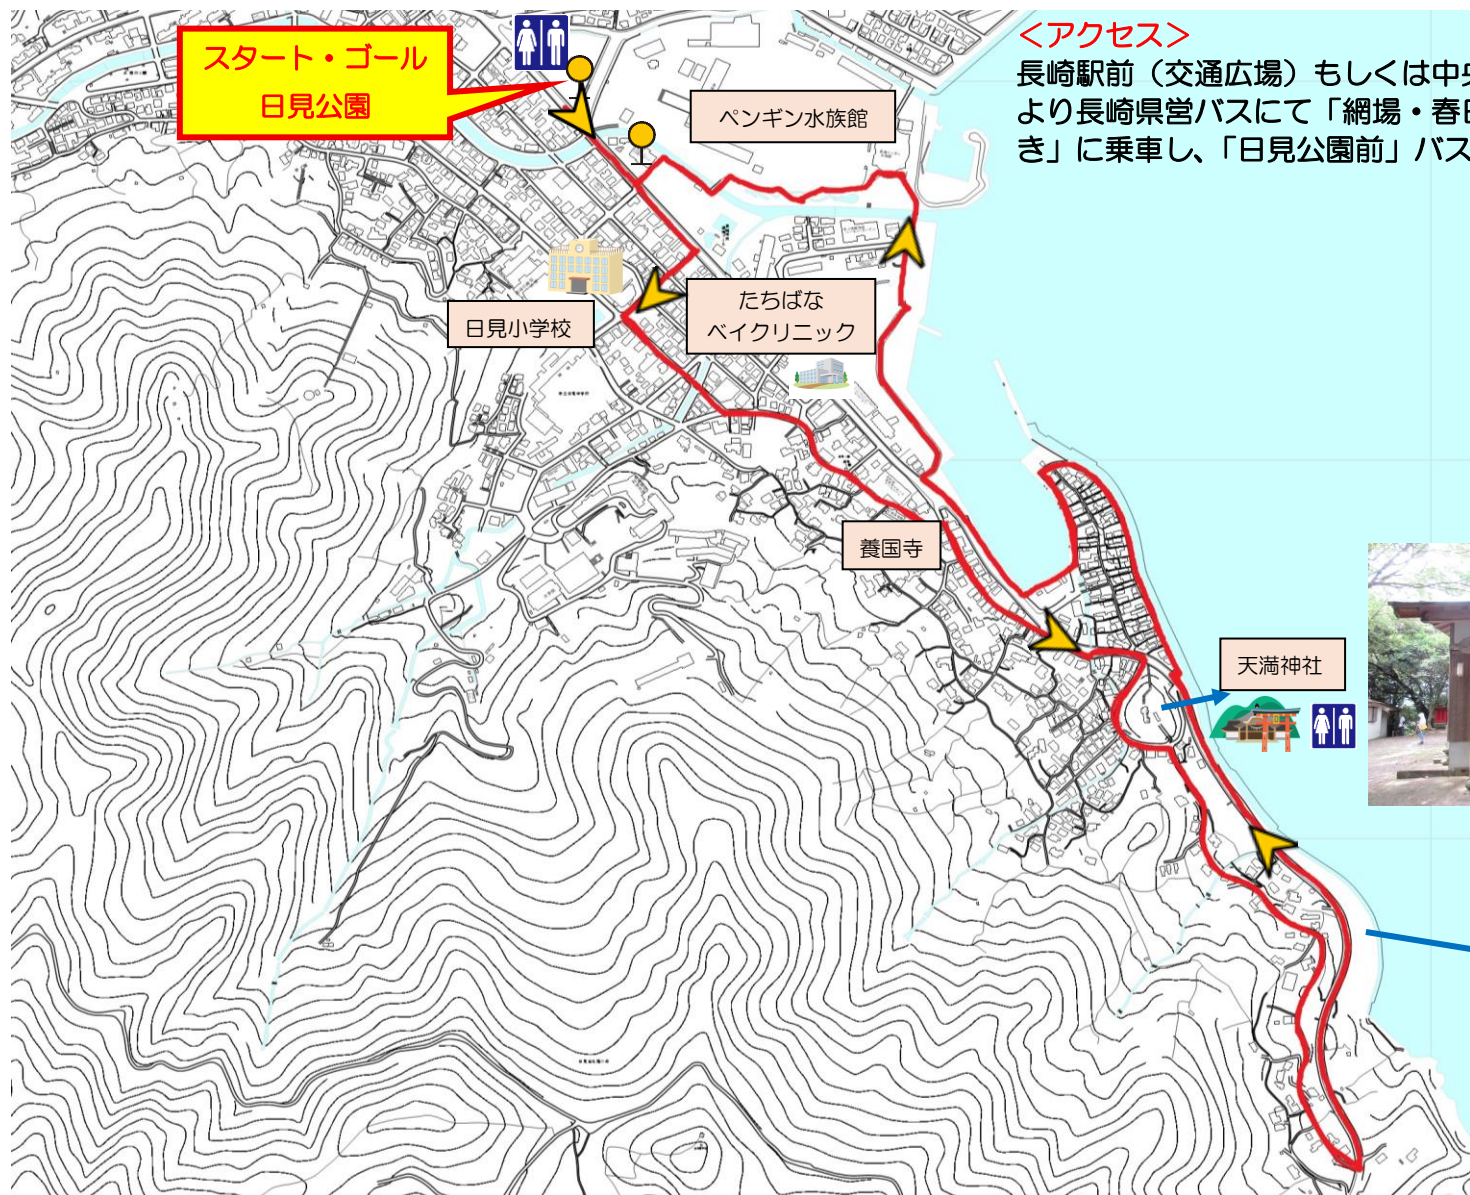 スタート・ゴール
日見公園
<アクセス>
長崎駅前（交通広場）もしくは中央
より長崎県営バスにて「網場・春日
き」に乗車し、「日見公園前」バス
ペンギン水族館
たちばな
ベイクリニック
日見小学校
養国寺
天満神社